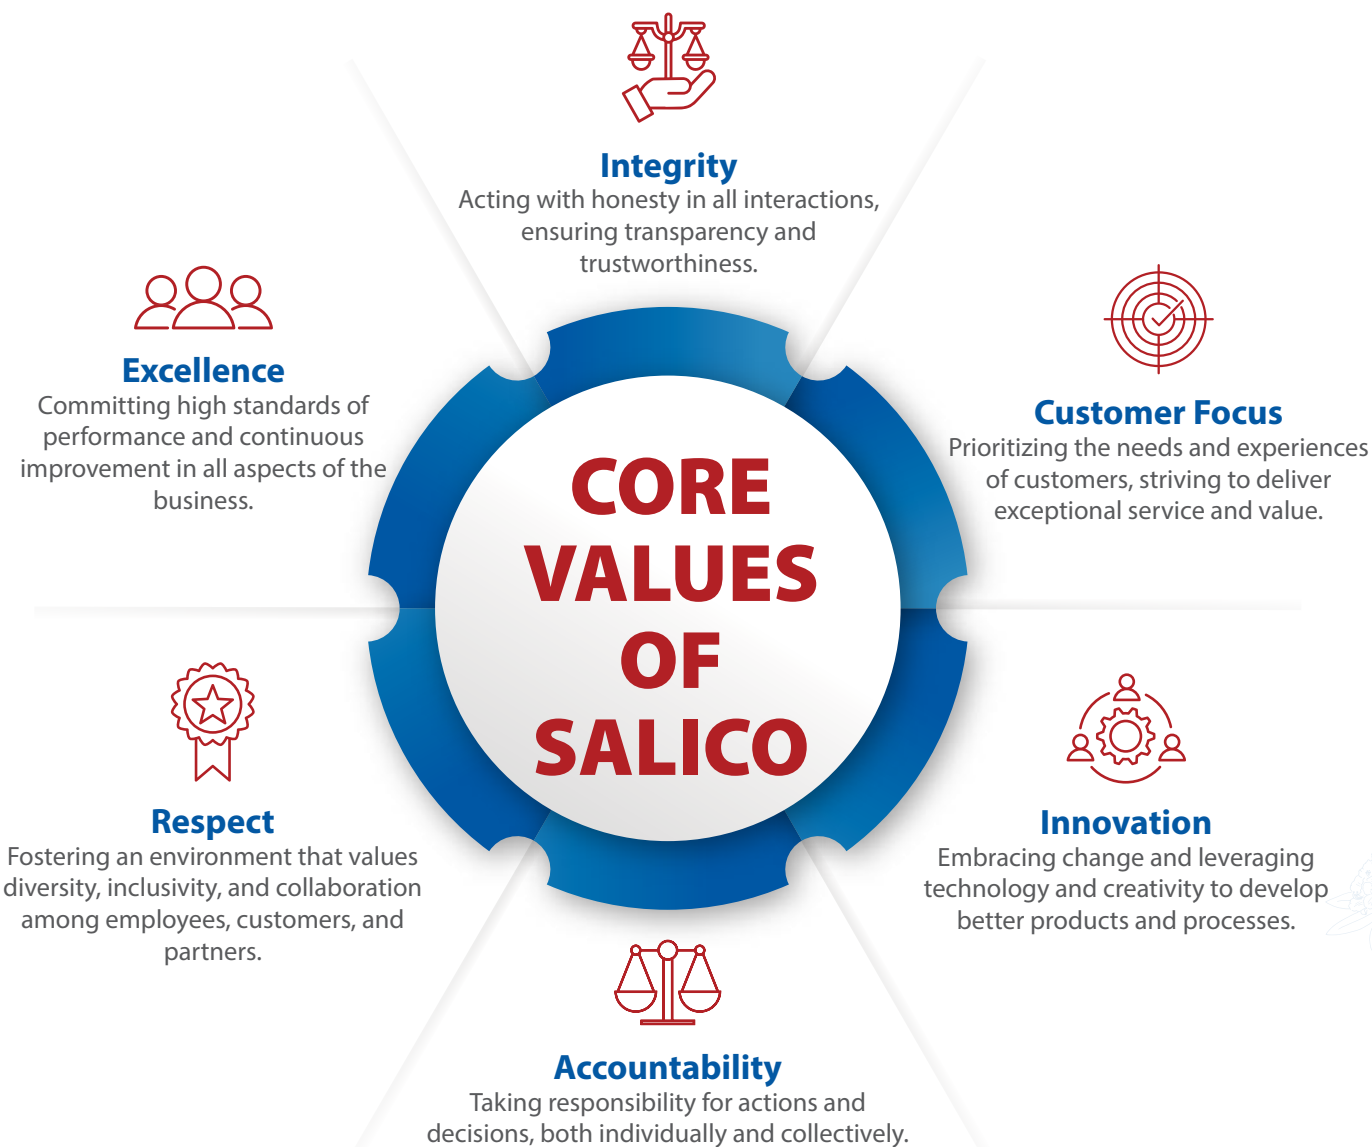 Integrity
Acting with honesty in all interactions,
ensuring transparency and
trustworthiness.
Excellence
Committing high standards of
performance and continuous
improvement in all aspects of the
business.
Customer Focus
Prioritizing the needs and experiences
of customers, striving to deliver
exceptional service and value.
CORE
VALUES
OF
SALICO
Respect
Fostering an environment that values
diversity, inclusivity, and collaboration
among employees, customers, and
partners.
Innovation
Embracing change and leveraging
technology and creativity to develop
better products and processes.
Accountability
Taking responsibility for actions and
decisions, both individually and collectively.